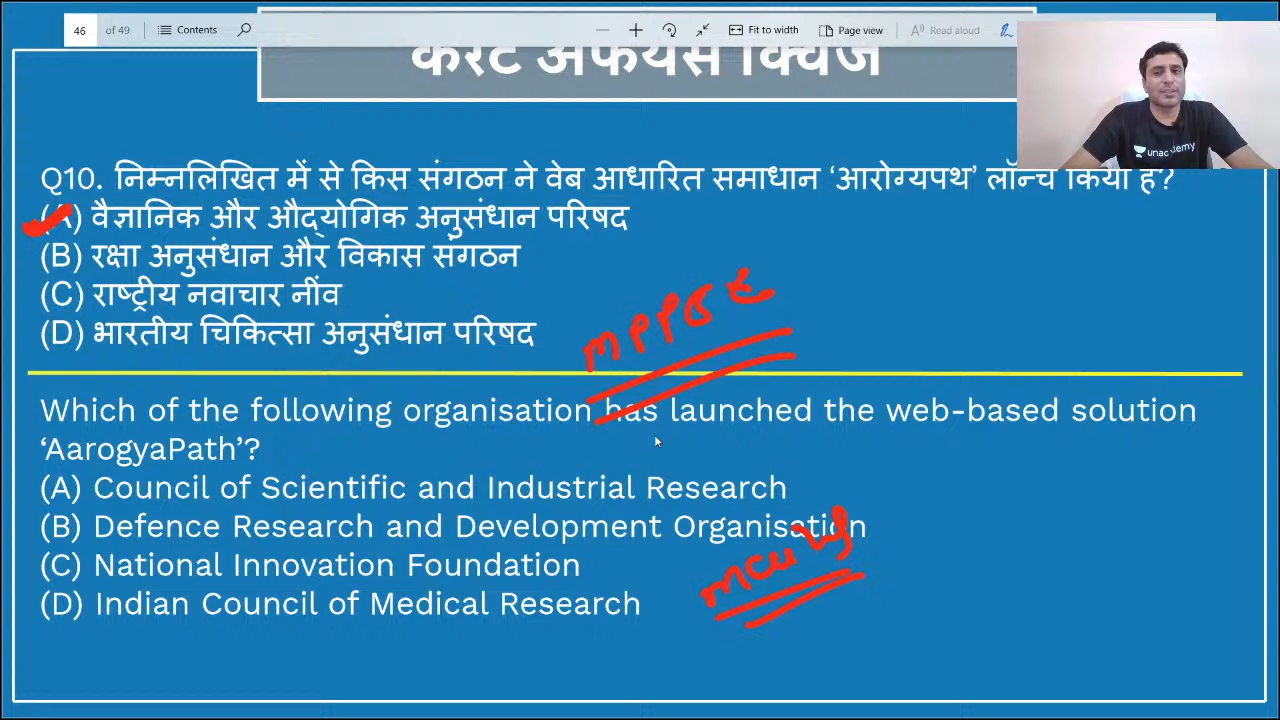 46 of 49 Contents Fit to width Page view Read aloud
करेंट अफेयर्स क्विज
unacademy
Q10. निम्नलिखित में से किस संगठन ने वेब आधारित समाधान ‘आरोग्यपथ’ लॉन्च किया है?
(A) वैज्ञानिक और औद्योगिक अनुसंधान परिषद
(B) रक्षा अनुसंधान और विकास संगठन
(C) राष्ट्रीय नवाचार नींव
(D) भारतीय चिकित्सा अनुसंधान परिषद
Which of the following organisation has launched the web-based solution
‘AarogyaPath’?
(A) Council of Scientific and Industrial Research
(B) Defence Research and Development Organisation
(C) National Innovation Foundation
(D) Indian Council of Medical Research